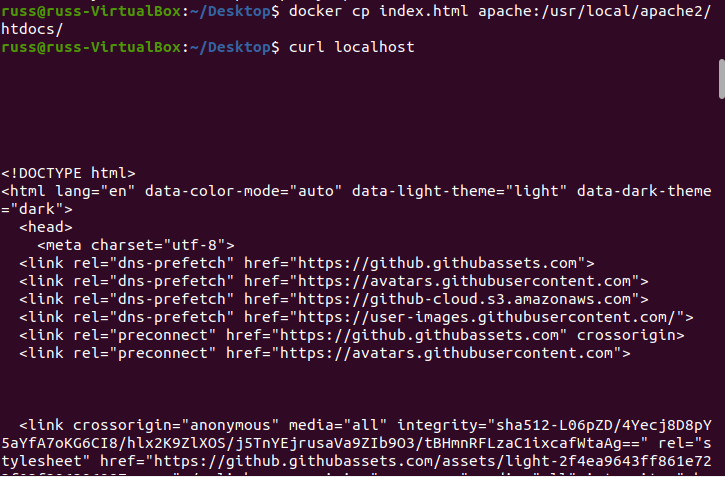 russ@russ-VirtualBox:~/Desktop$ docker cp index.html apache:/usr/local/apache2/
htdocs/
russ@russ-VirtualBox:~/Desktop$ curl localhost
<!DOCTYPE html>
<html lang="en" data-color-mode="auto" data-light-theme="light" data-dark-theme
="dark">
  <head>
    <meta charset="utf-8">
  <link rel="dns-prefetch" href="https://github.githubassets.com">
  <link rel="dns-prefetch" href="https://avatars.githubusercontent.com">
  <link rel="dns-prefetch" href="https://github-cloud.s3.amazonaws.com">
  <link rel="dns-prefetch" href="https://user-images.githubusercontent.com/">
  <link rel="preconnect" href="https://github.githubassets.com" crossorigin>
  <link rel="preconnect" href="https://avatars.githubusercontent.com">
  <link crossorigin="anonymous" media="all" integrity="sha512-L06pZD/4Yecj8D8pY
5aYfA7oKG6CI8/hlx2K9ZlXOS/j5TnYEjrusaVa9ZIb9O3/tBHmnRFLzaC1ixcafWtaAg==" rel="s
tylesheet" href="https://github.githubassets.com/assets/light-2f4ea9643ff861e72